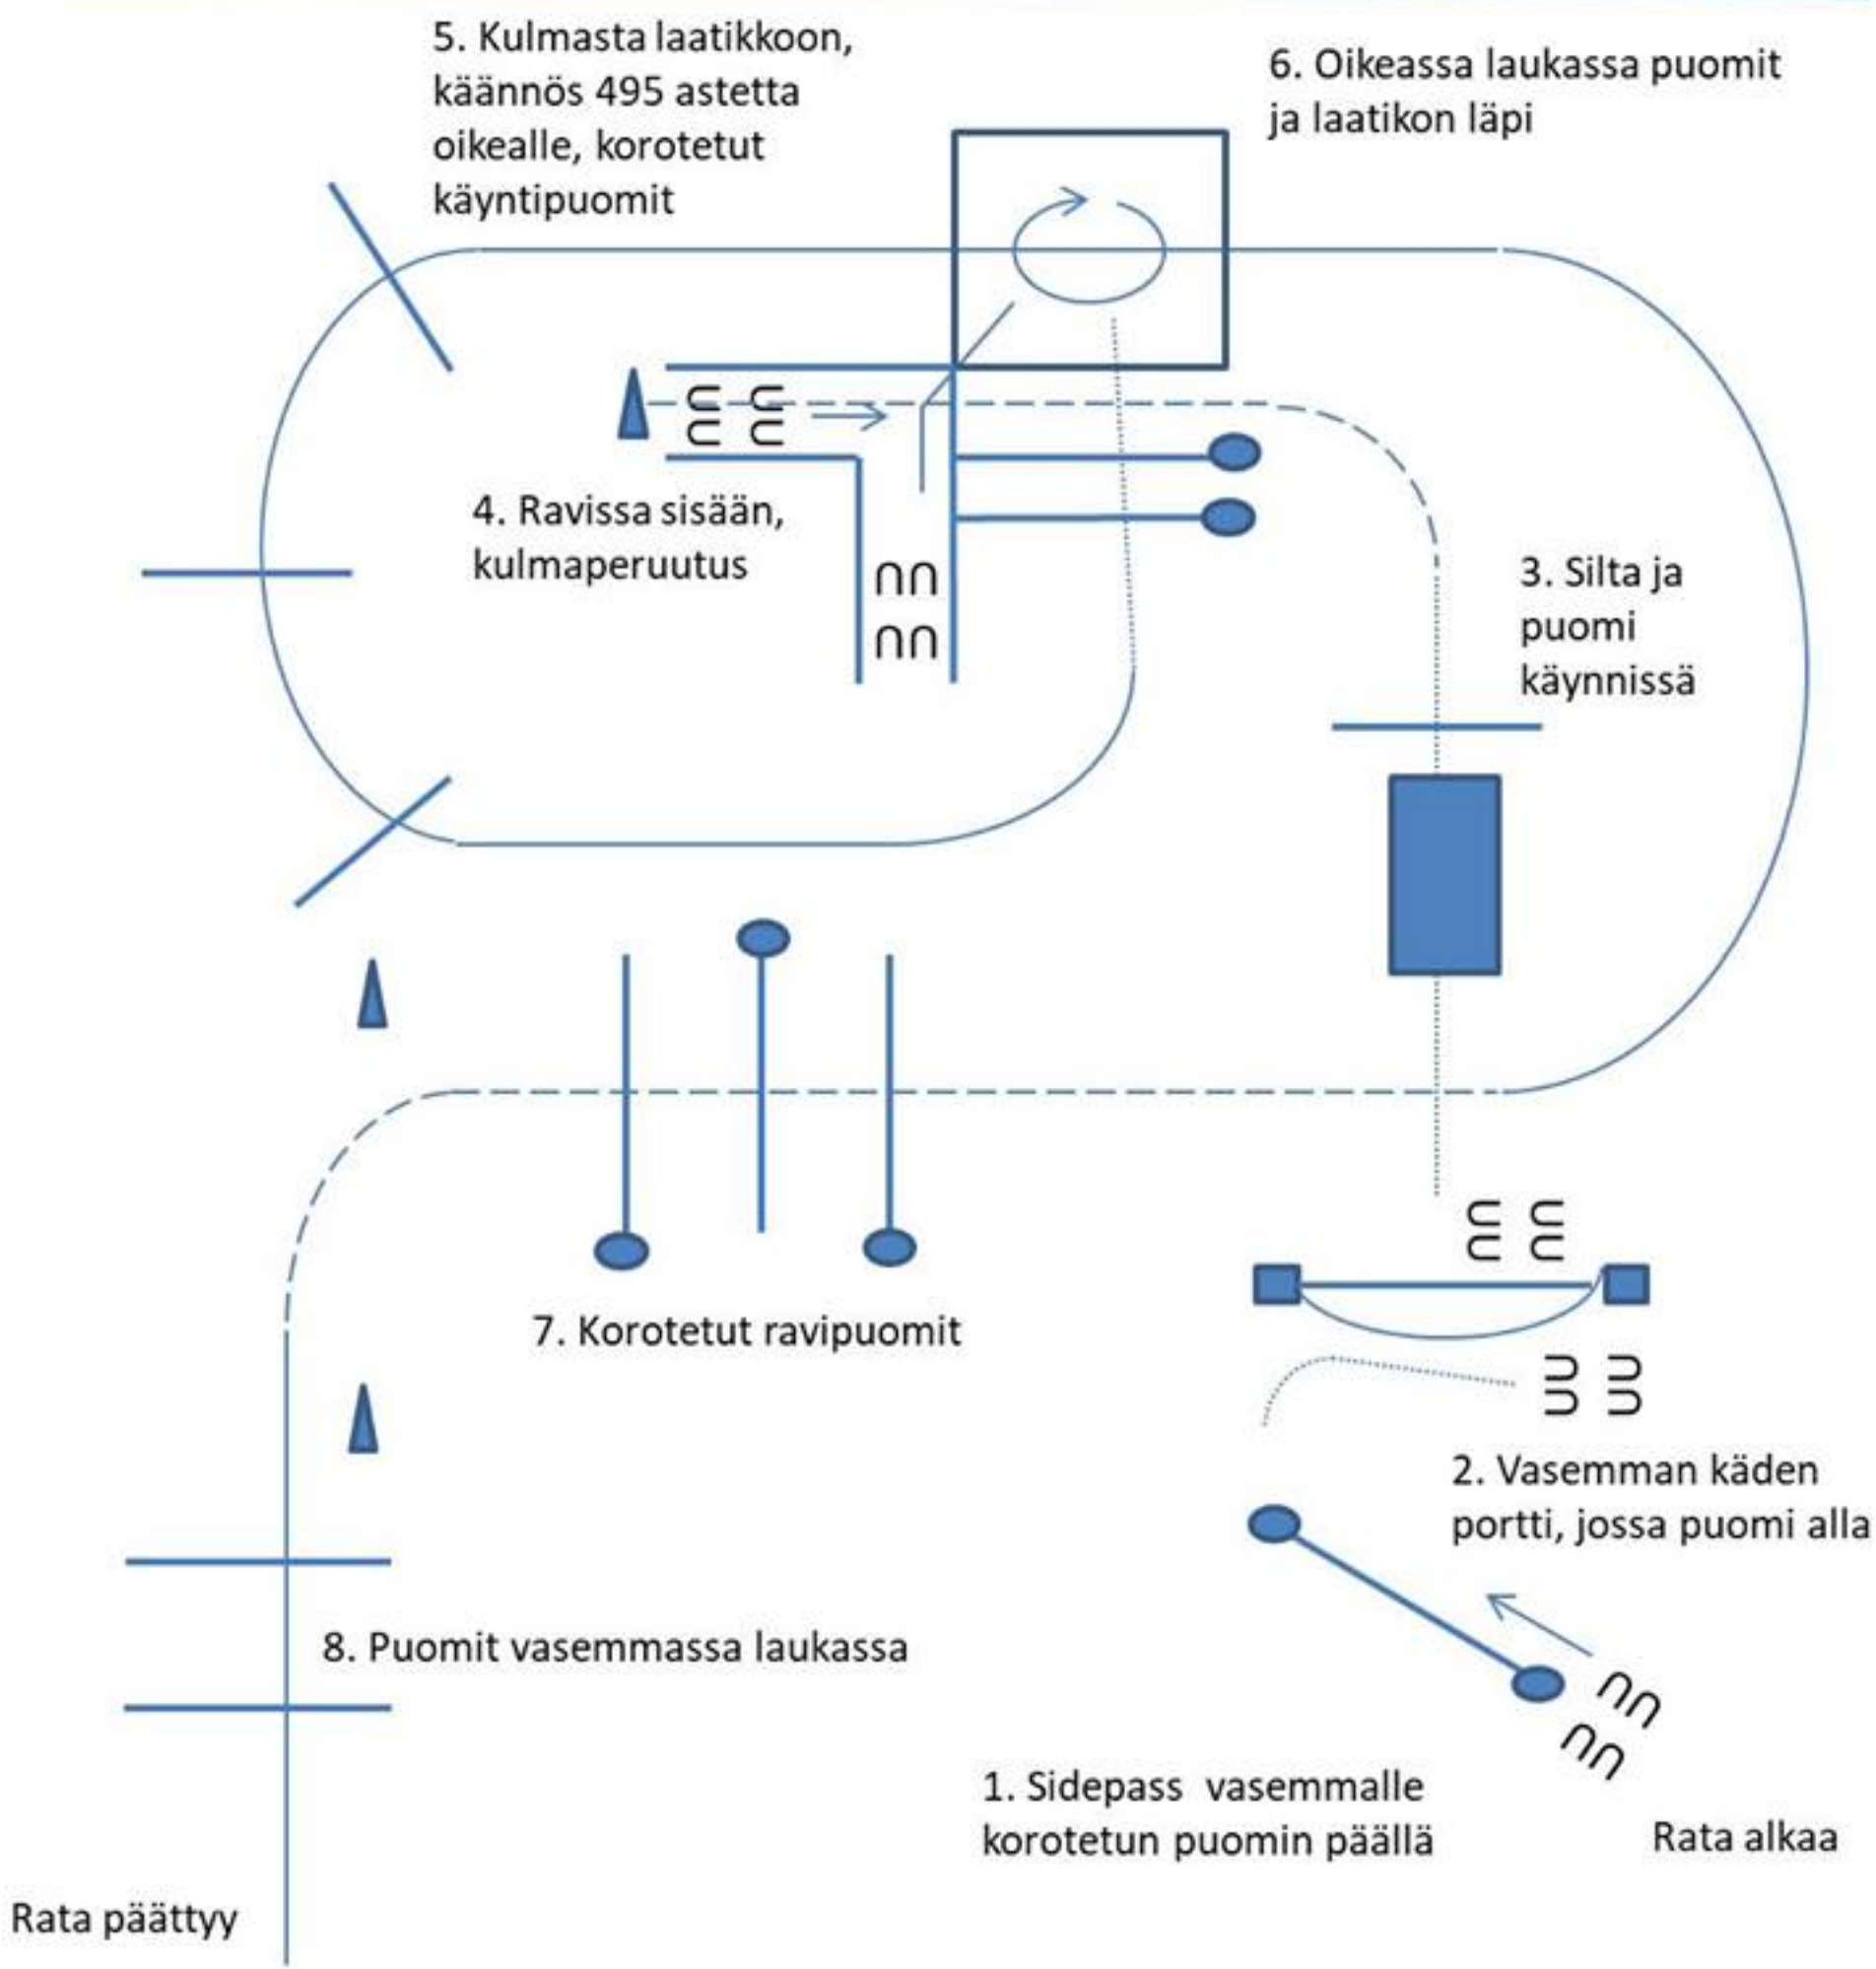 5. Kulmasta laatikkoon,
käännös 495 astetta
oikealle, korotetut
käyntipuomit
6. Oikeassa laukassa puomit
ja laatikon läpi
4. Ravissa sisään,
kulmaperuutus
3. Silta ja
puomi
käynnissä
7. Korotetut ravipuomit
2. Vasemman käden
portti, jossa puomi alla
8. Puomit vasemmassa laukassa
1. Sidepass vasemmalle
korotetun puomin päällä
Rata alkaa
Rata päättyy